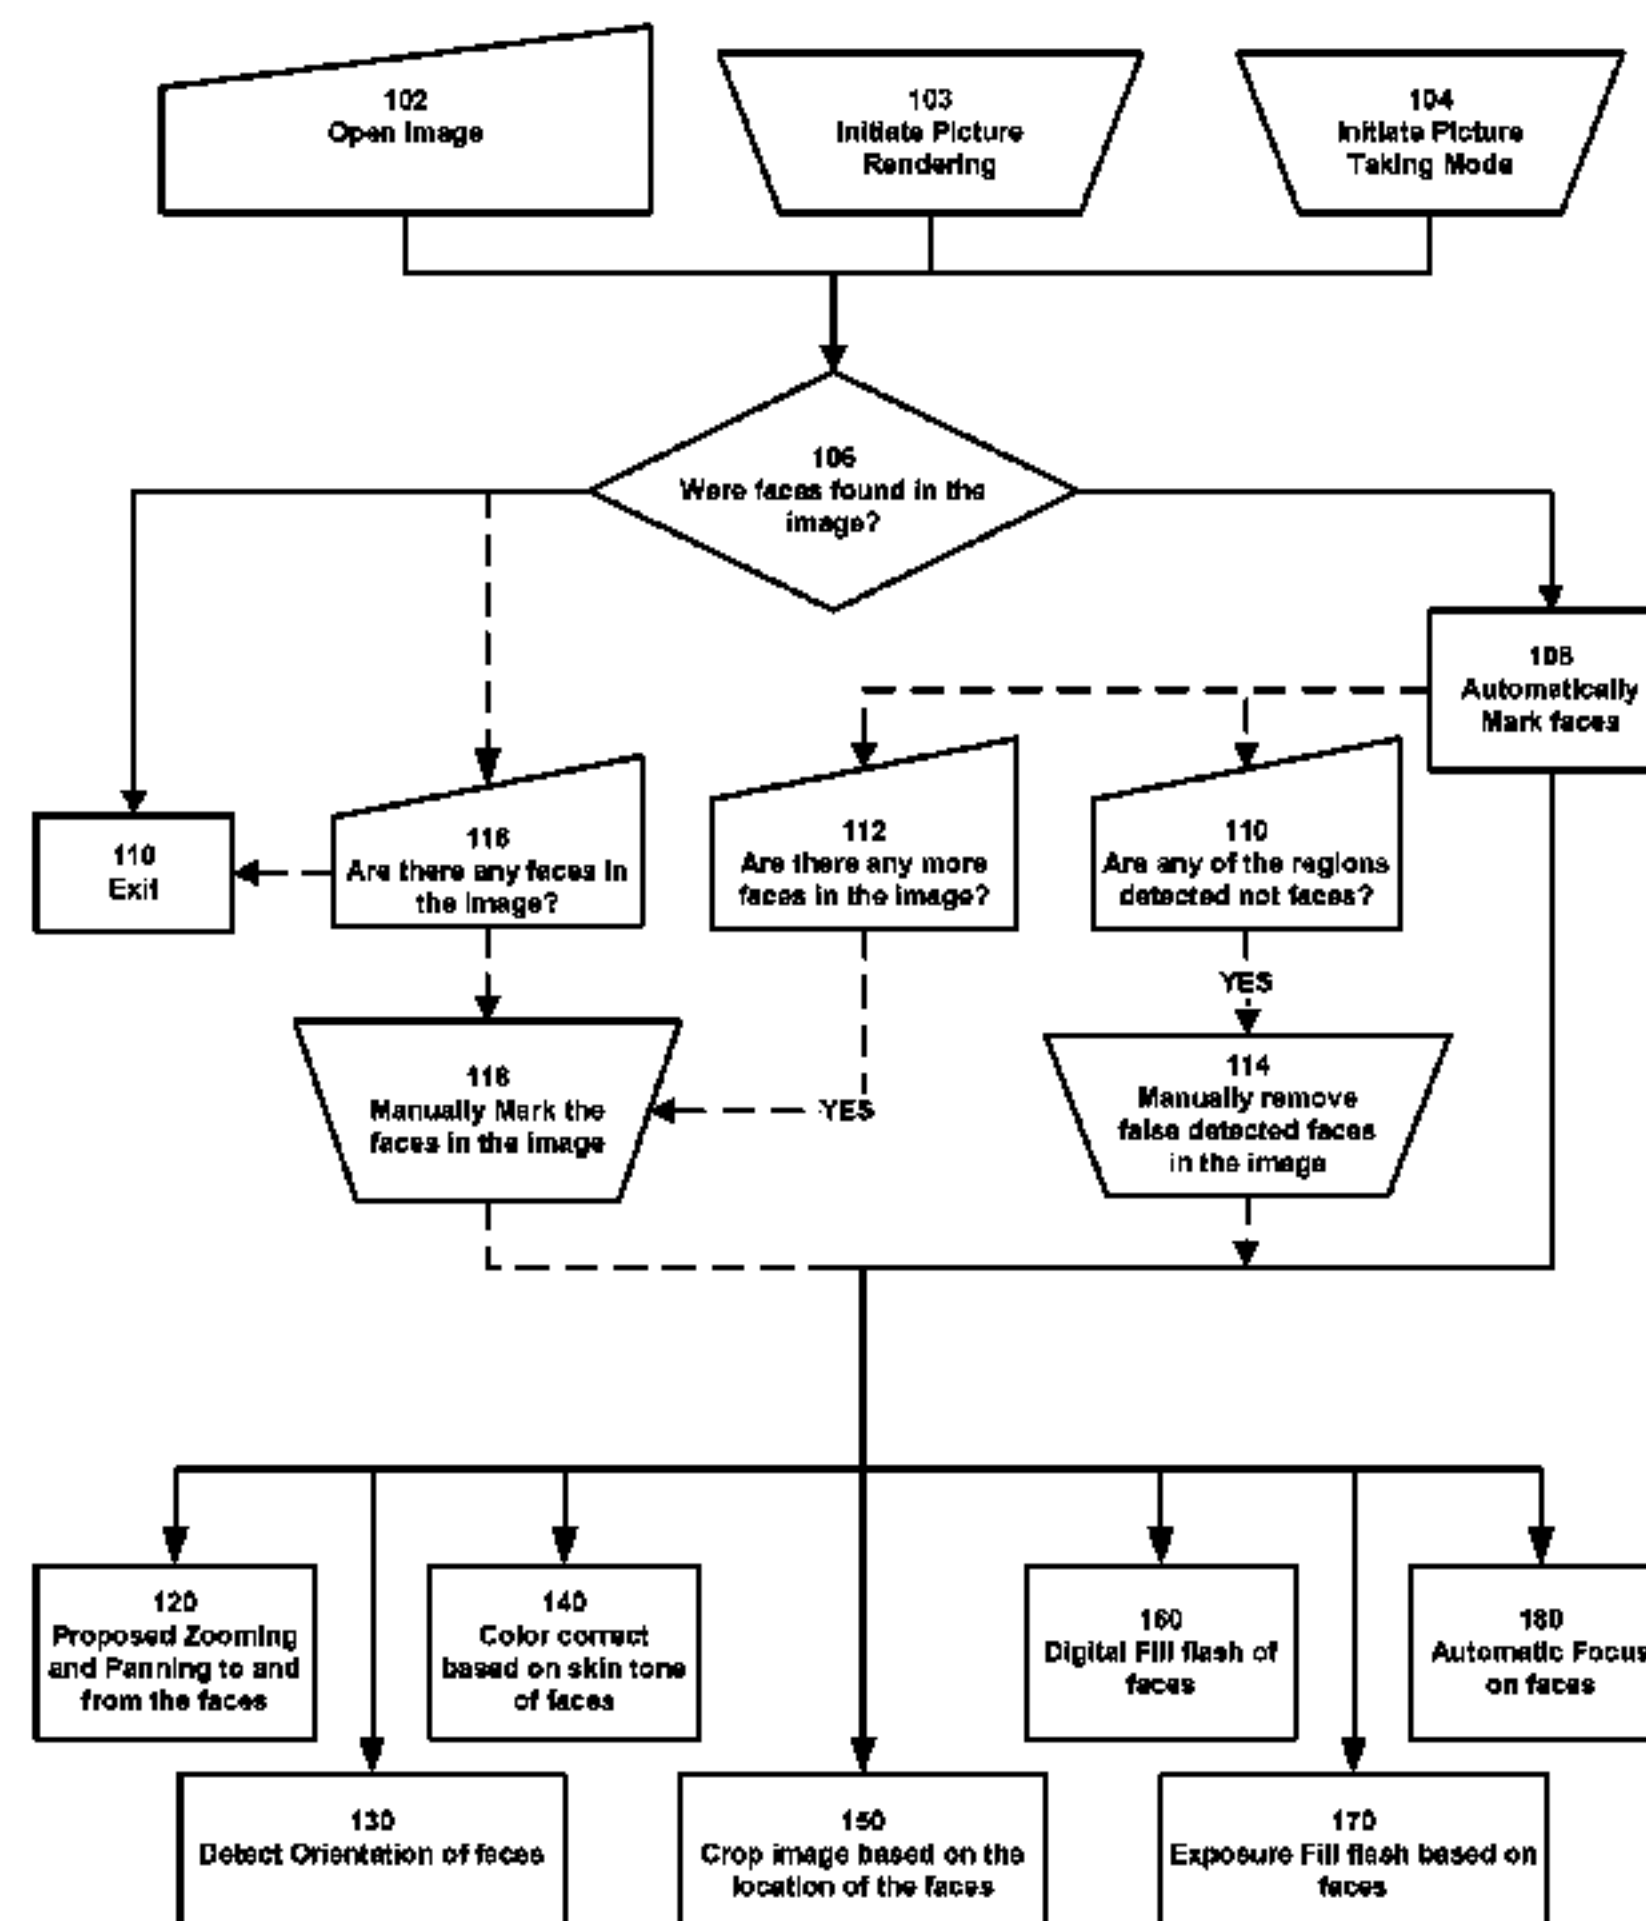 102
Open Image
103
Initiate Picture
Rendering
104
Initiate Picture
Taking Mode
106
Were faces found in the
image?
108
Automatically
Mark faces
110
Exit
116
Are there any faces in
the image?
112
Are there any more
faces in the image?
110
Are any of the regions
detected not faces?
YES
118
Manually Mark the
faces in the image
YES
114
Manually remove
false detected faces
in the image
120
Proposed Zooming
and Panning to and
from the faces
140
Color correct
based on skin tone
of faces
160
Digital Fill flash of
faces
180
Automatic Focus
on faces
130
Detect Orientation of faces
150
Crop image based on the
location of the faces
170
Exposure Fill flash based on
faces